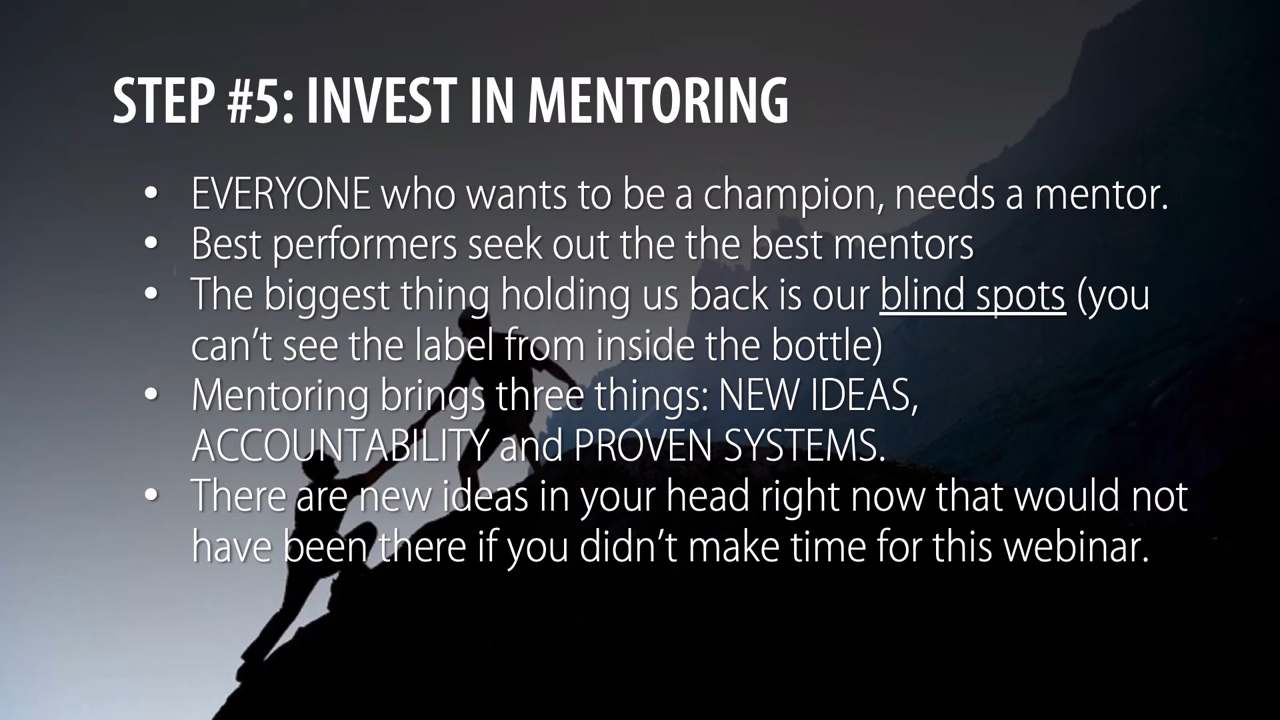 STEP #5: INVEST IN MENTORING
• EVERYONE who wants to be a champion, needs a mentor.
• Best performers seek out the the best mentors
• The biggest thing holding us back is our blind spots (you
can’t see the label from inside the bottle)
• Mentoring brings three things: NEW IDEAS,
ACCOUNTABILITY and PROVEN SYSTEMS.
• There are new ideas in your head right now that would not
have been there if you didn’t make time for this webinar.